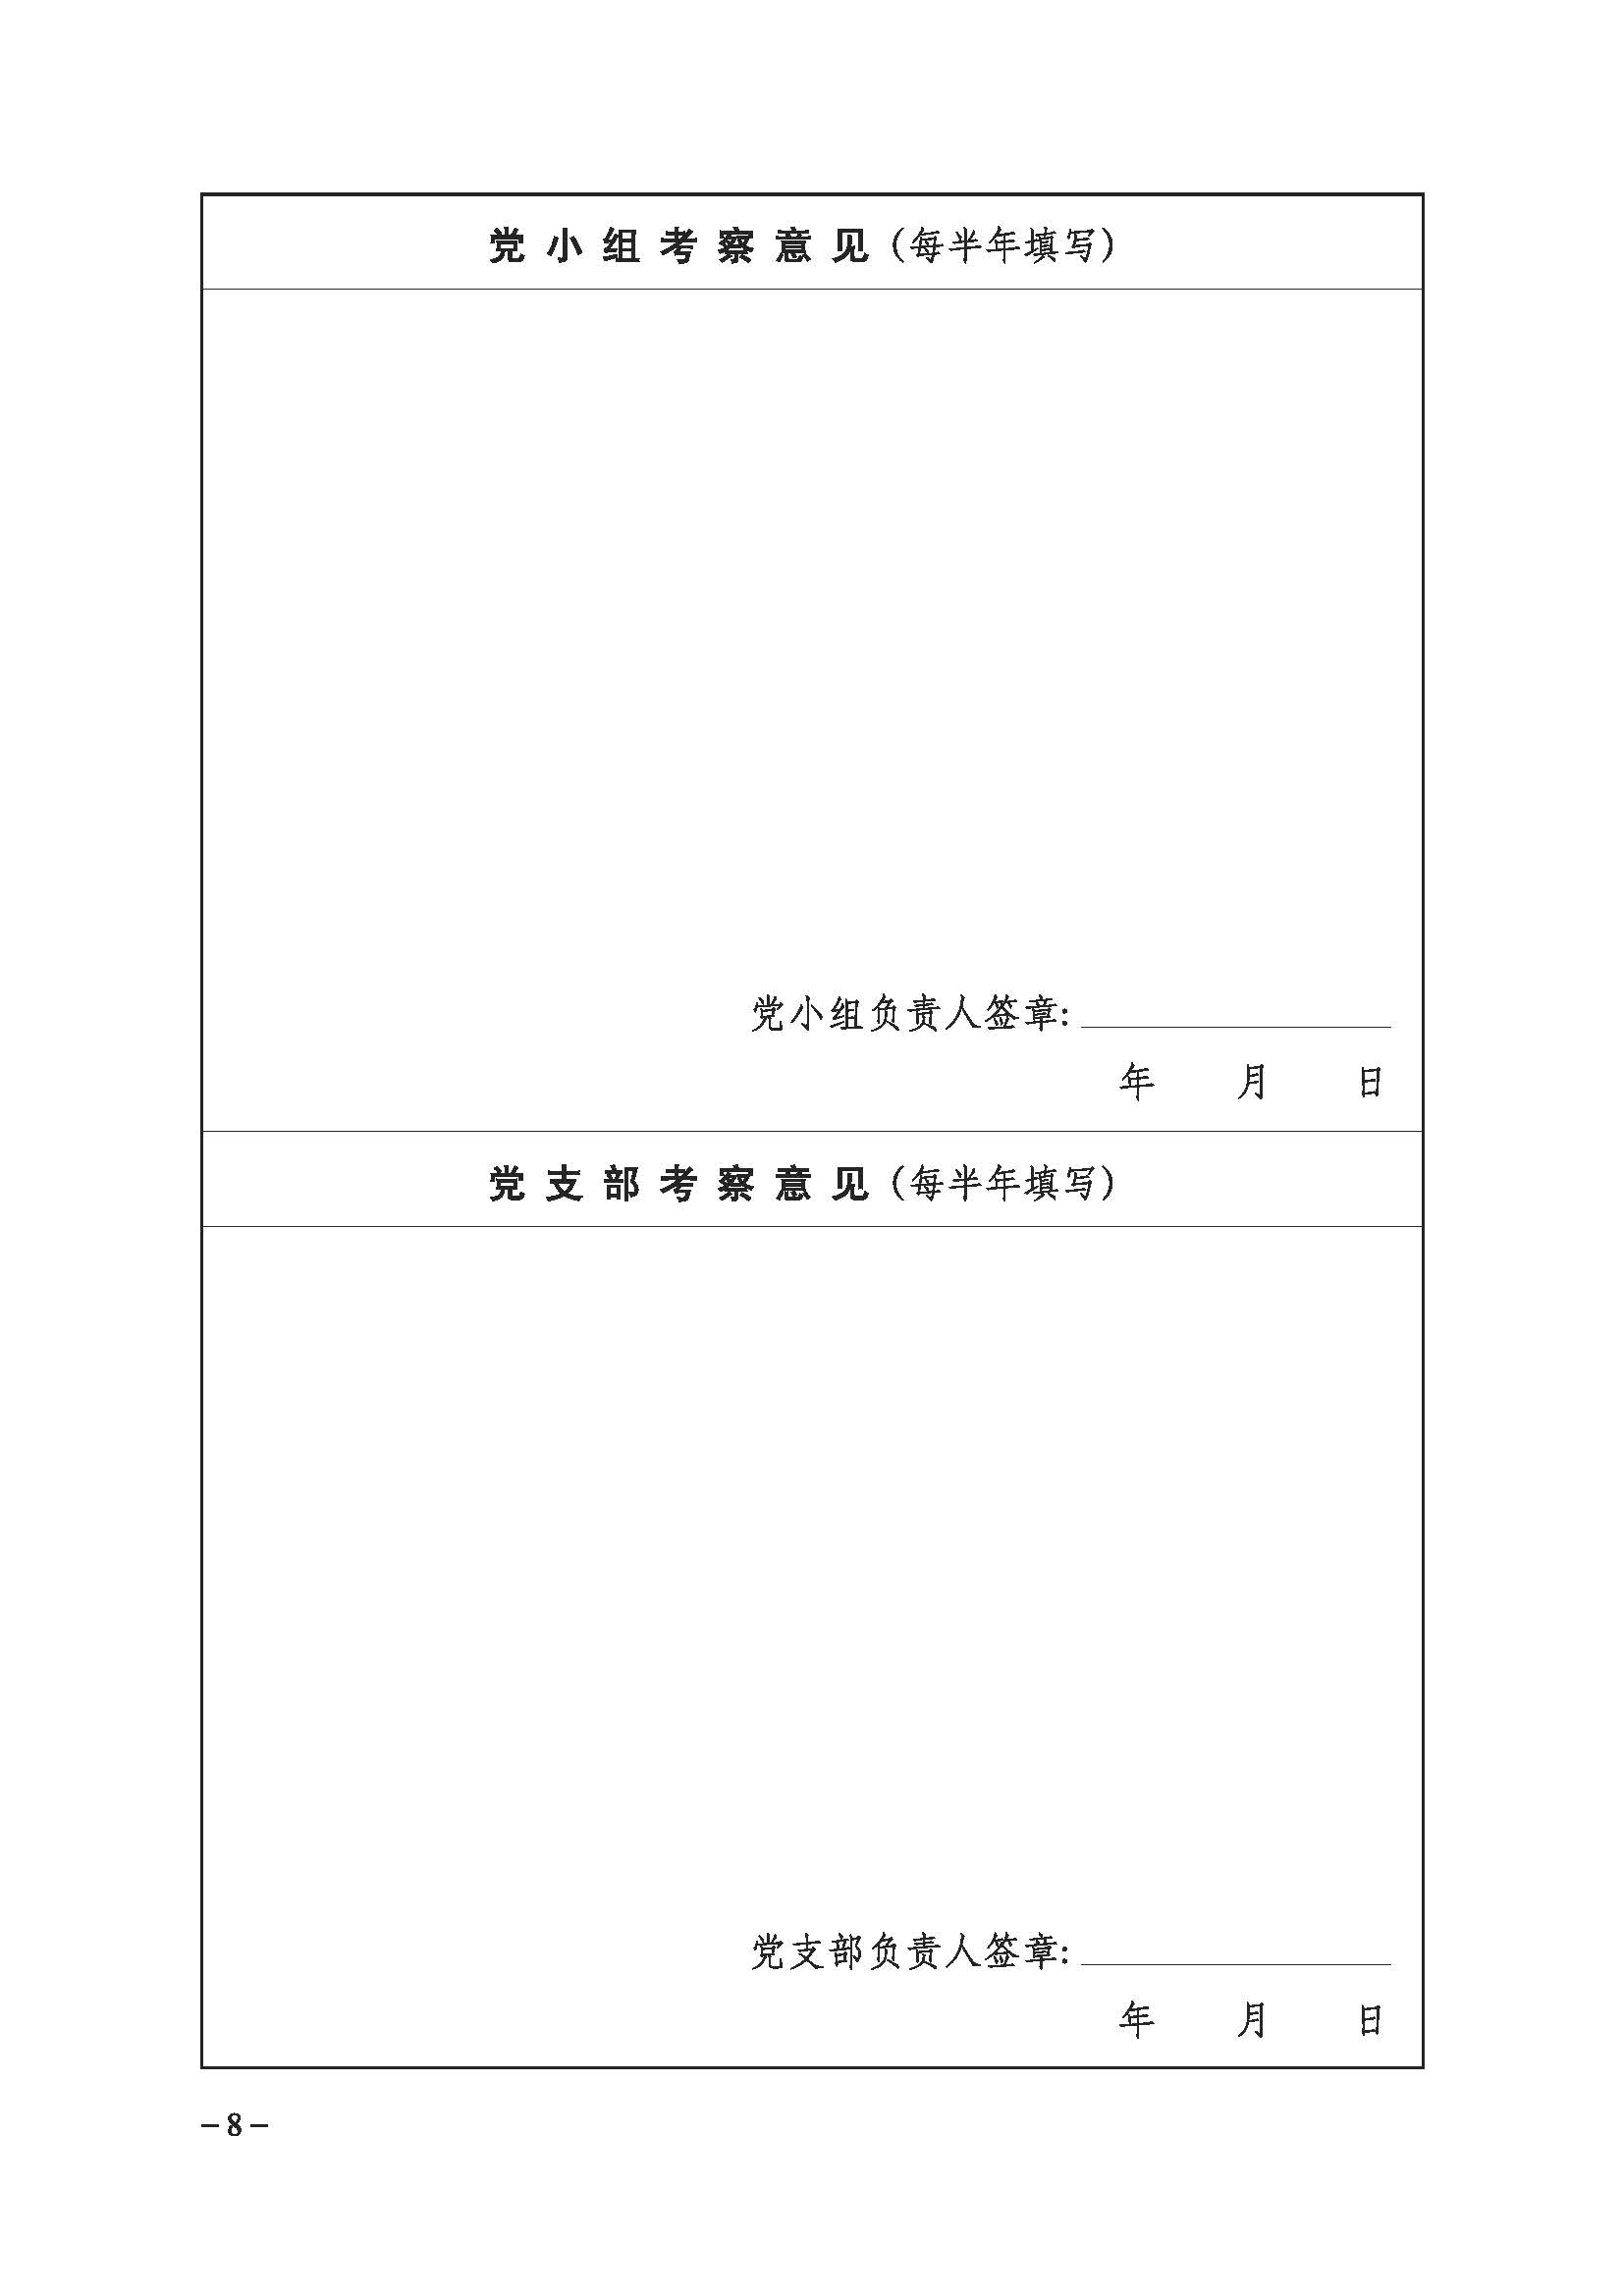 党小组考察意见（每半年填写）
党小组负责人签章：
年 月 日
党支部考察意见（每半年填写）
党支部负责人签章：
年 月 日
– 8 –